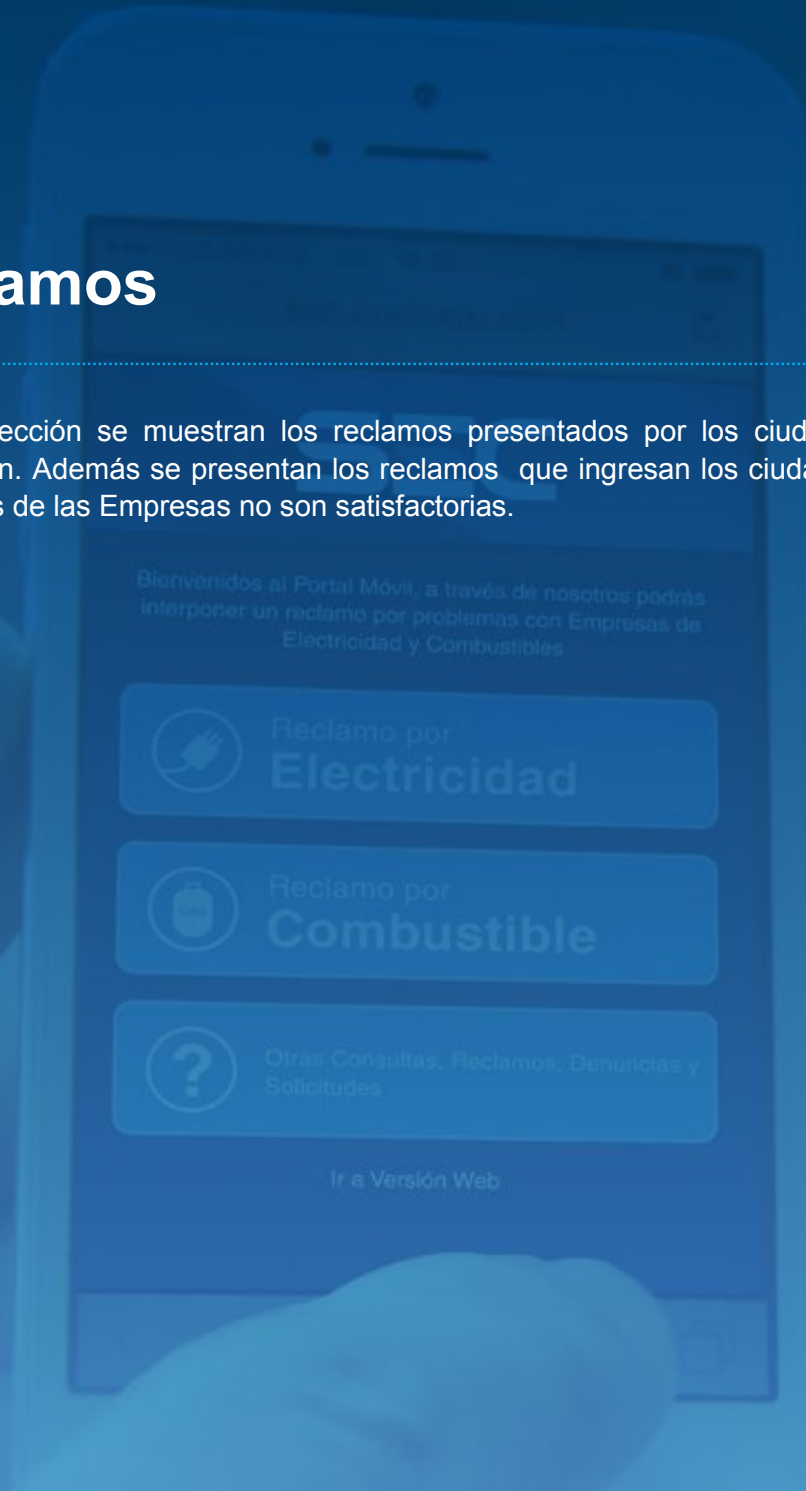 amos
ección se muestran los reclamos presentados por los ciud
n. Además se presentan los reclamos que ingresan los ciuda
s de las Empresas no son satisfactorias.
SEC
Bienvenidos al Portal Móvil, a través de nosotros podrás
interponer un reclamo por problemas con Empresas de
Electricidad y Combustibles
Reclamo por
Electricidad
Reclamo por
Combustible
?
Otras Consultas, Reclamos, Denuncias y
Solicitudes
Ir a Versión Web